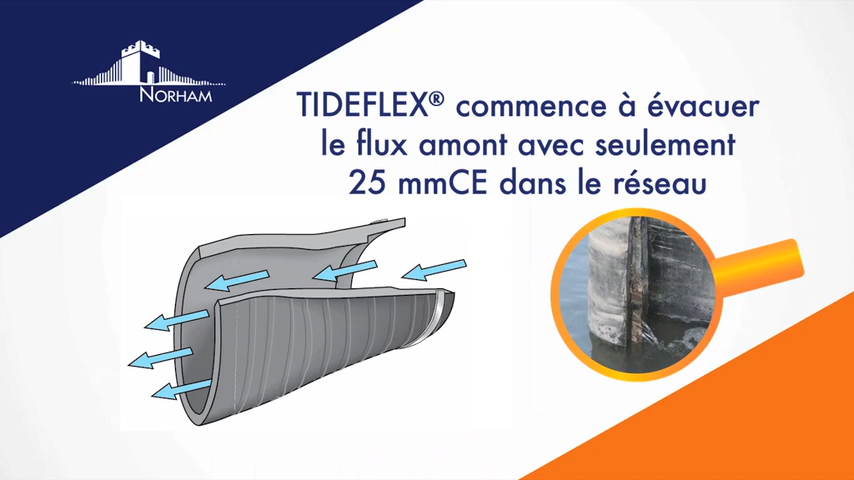 NORHAM
TIDEFLEX® commence à évacuer
le flux amont avec seulement
25 mmCE dans le réseau